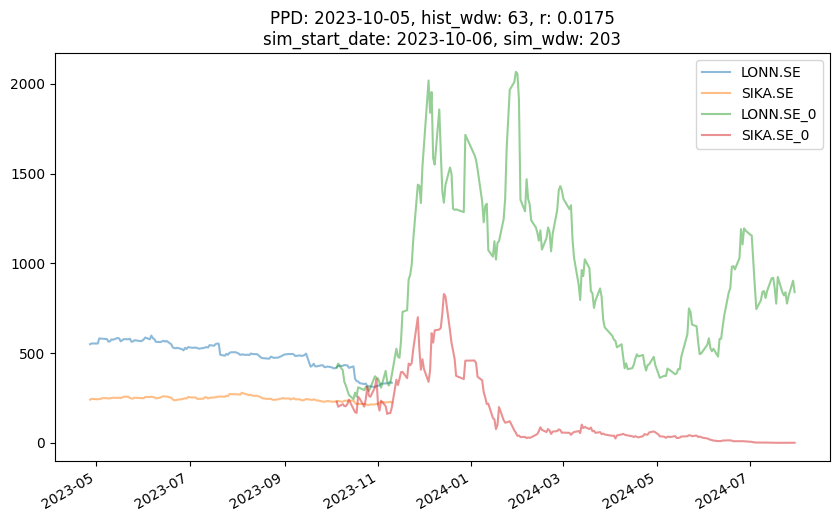 PPD: 2023-10-05, hist_wdw: 63, r: 0.0175
sim_start_date: 2023-10-06, sim_wdw: 203
LONN.SE
SIKA.SE
LONN.SE_0
SIKA.SE_0
2000
1500
1000
500
0
2023-05
2023-07
2023-09
2023-11
2024-01
2024-03
2024-05
2024-07